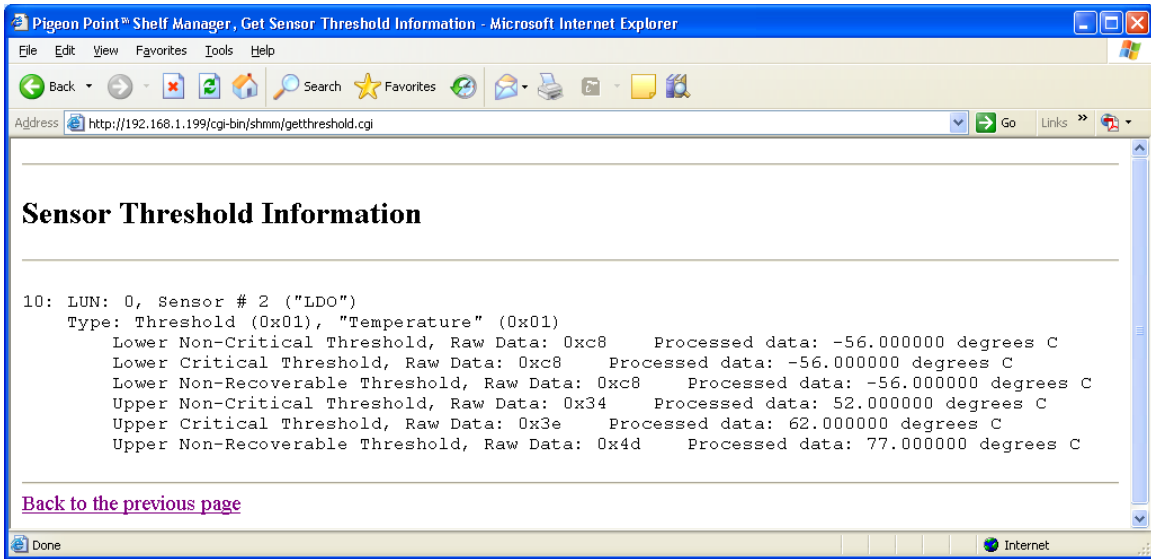 Pigeon Point™ Shelf Manager, Get Sensor Threshold Information - Microsoft Internet Explorer
File Edit View Favorites Tools Help
Back Search Favorites
Address http://192.168.1.199/cgi-bin/shmm/getthreshold.cgi Go Links »
Sensor Threshold Information
10: LUN: 0, Sensor # 2 ("LDO")
Type: Threshold (0x01), "Temperature" (0x01)
Lower Non-Critical Threshold, Raw Data: 0xc8 Processed data: -56.000000 degrees C
Lower Critical Threshold, Raw Data: 0xc8 Processed data: -56.000000 degrees C
Lower Non-Recoverable Threshold, Raw Data: 0xc8 Processed data: -56.000000 degrees C
Upper Non-Critical Threshold, Raw Data: 0x34 Processed data: 52.000000 degrees C
Upper Critical Threshold, Raw Data: 0x3e Processed data: 62.000000 degrees C
Upper Non-Recoverable Threshold, Raw Data: 0x4d Processed data: 77.000000 degrees C
Back to the previous page
Done Internet